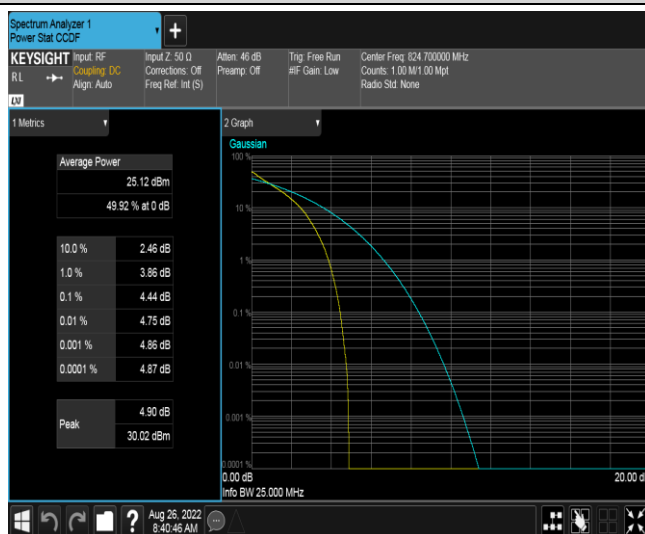 Spectrum Analyzer 1
Power Stat CCDF
KEYSIGHT
R L
LXI
Input: RF
Coupling: DC
Align: Auto
Input Z: 50 Ω
Corrections: Off
Freq Ref: Int (S)
Atten: 46 dB
Preamp: Off
Trig: Free Run
#IF Gain: Low
Center Freq: 824.700000 MHz
Counts: 1.00 M/1.00 Mpt
Radio Std: None
1 Metrics
Average Power
25.12 dBm
49.92 % at 0 dB
10.0 % 2.46 dB
1.0 % 3.86 dB
0.1 % 4.44 dB
0.01 % 4.75 dB
0.001 % 4.86 dB
0.0001 % 4.87 dB
Peak
4.90 dB
30.02 dBm
2 Graph
Gaussian
100 %
10 %
1 %
0.1 %
0.01 %
0.001 %
0.0001 %
0.00 dB
20.00 d
Info BW 25.000 MHz
?
Aug 26, 2022
8:40:46 AM